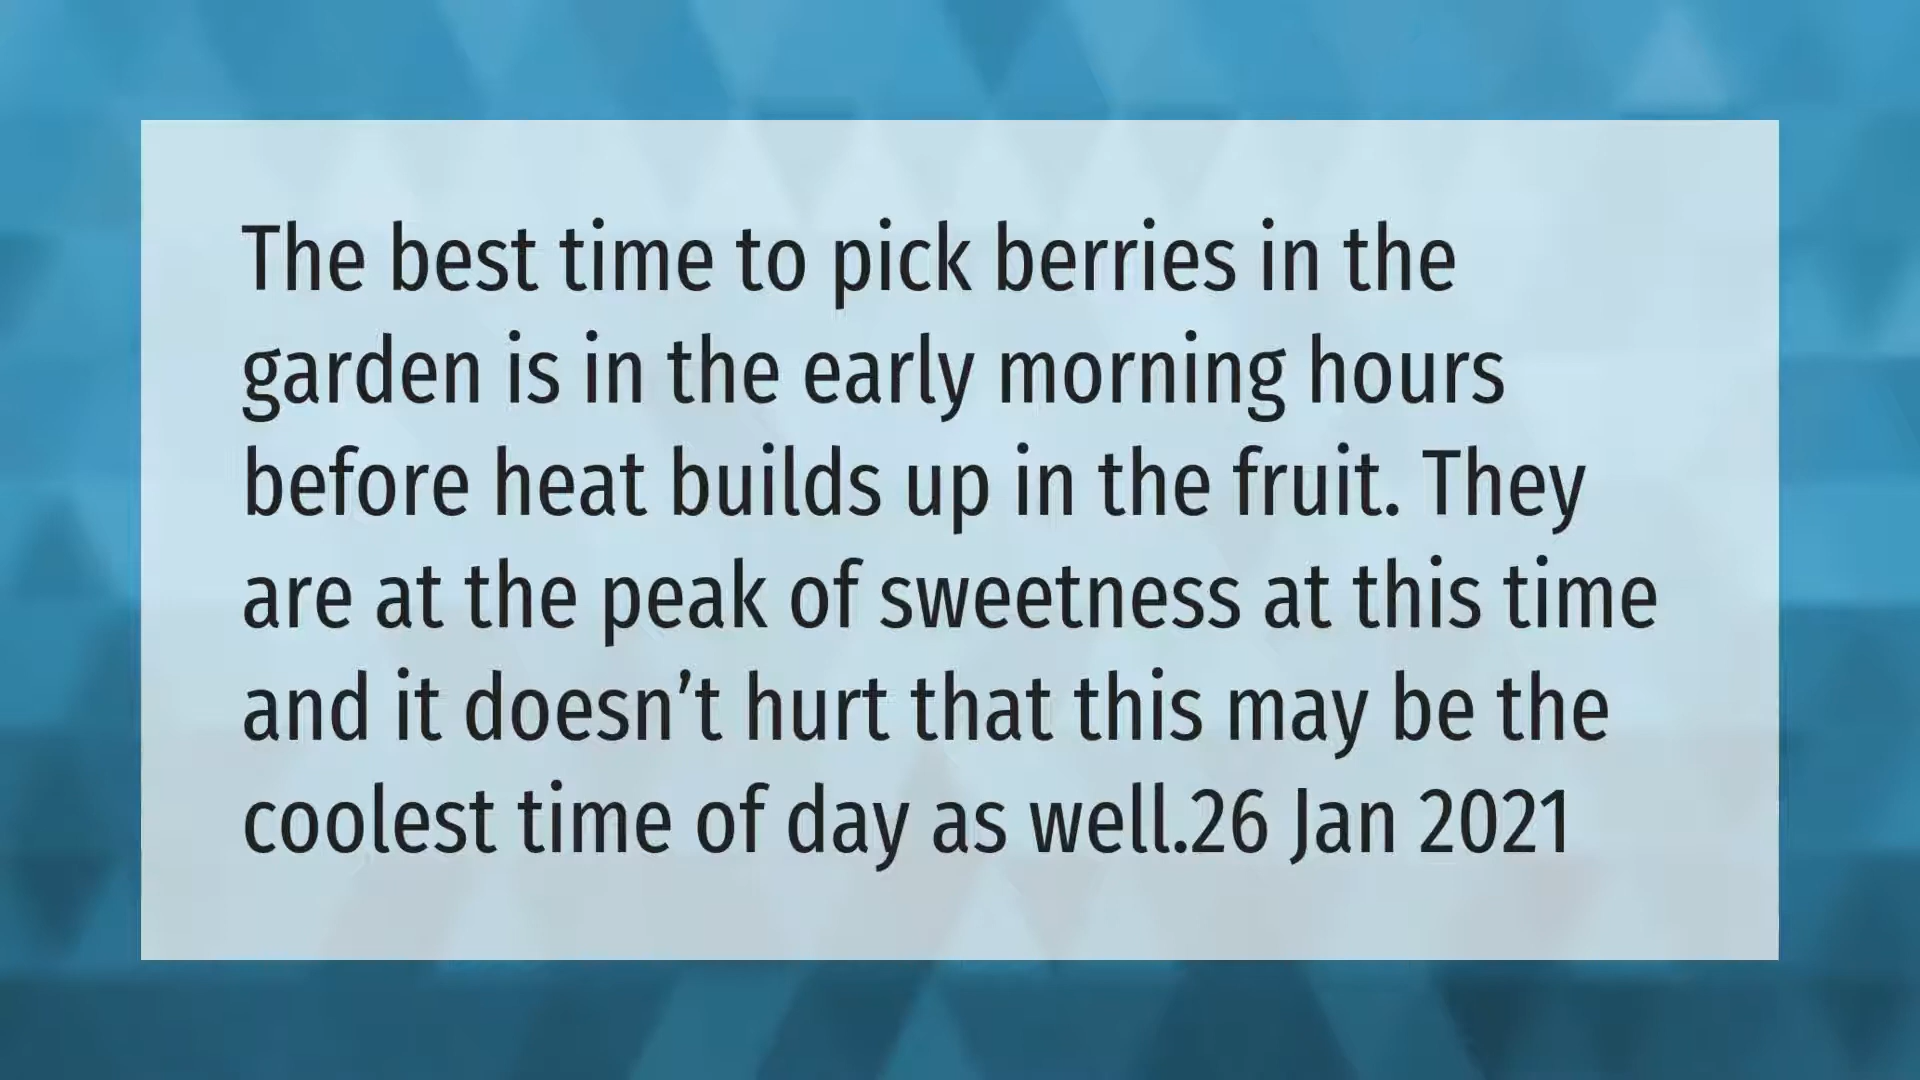 The best time to pick berries in the
garden is in the early morning hours
before heat builds up in the fruit. They
are at the peak of sweetness at this time
and it doesn’t hurt that this may be the
coolest time of day as well.26 Jan 2021